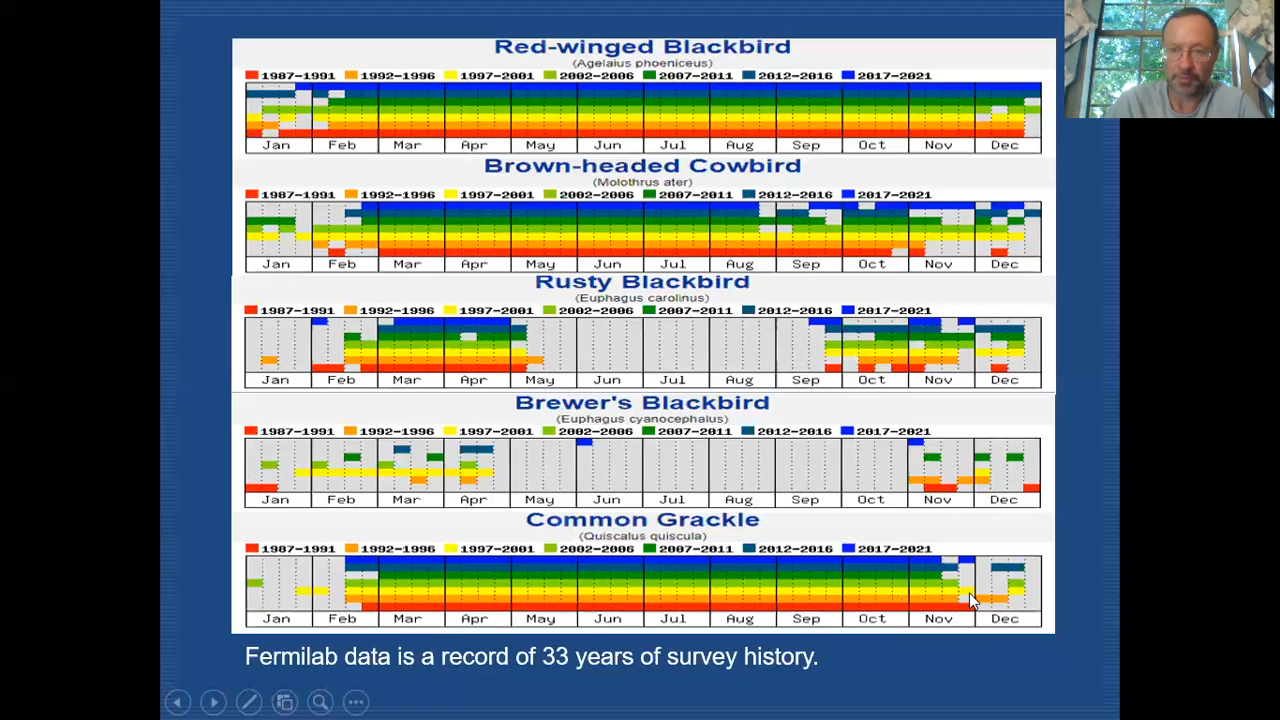 Red-winged Blackbird
(Agelaius phoeniceus)
1987-1991 1992-1996 1997-2001 2002-2006 2007-2011 2012-2016 2017-2021
Jan Feb Mar Apr May Jun Jul Aug Sep Oct Nov Dec
Brown-headed Cowbird
(Molothrus ater)
1987-1991 1992-1996 1997-2001 2002-2006 2007-2011 2012-2016 2017-2021
Jan Feb Mar Apr May Jun Jul Aug Sep Oct Nov Dec
Rusty Blackbird
(Euphagus carolinus)
1987-1991 1992-1996 1997-2001 2002-2006 2007-2011 2012-2016 2017-2021
Jan Feb Mar Apr May Jun Jul Aug Sep Oct Nov Dec
Brewer's Blackbird
(Euphagus cyanocephalus)
1987-1991 1992-1996 1997-2001 2002-2006 2007-2011 2012-2016 2017-2021
Jan Feb Mar Apr May Jun Jul Aug Sep Oct Nov Dec
Common Grackle
(Quiscalus quiscula)
1987-1991 1992-1996 1997-2001 2002-2006 2007-2011 2012-2016 2017-2021
Jan Feb Mar Apr May Jun Jul Aug Sep Oct Nov Dec
Fermilab data is a record of 33 years of survey history.